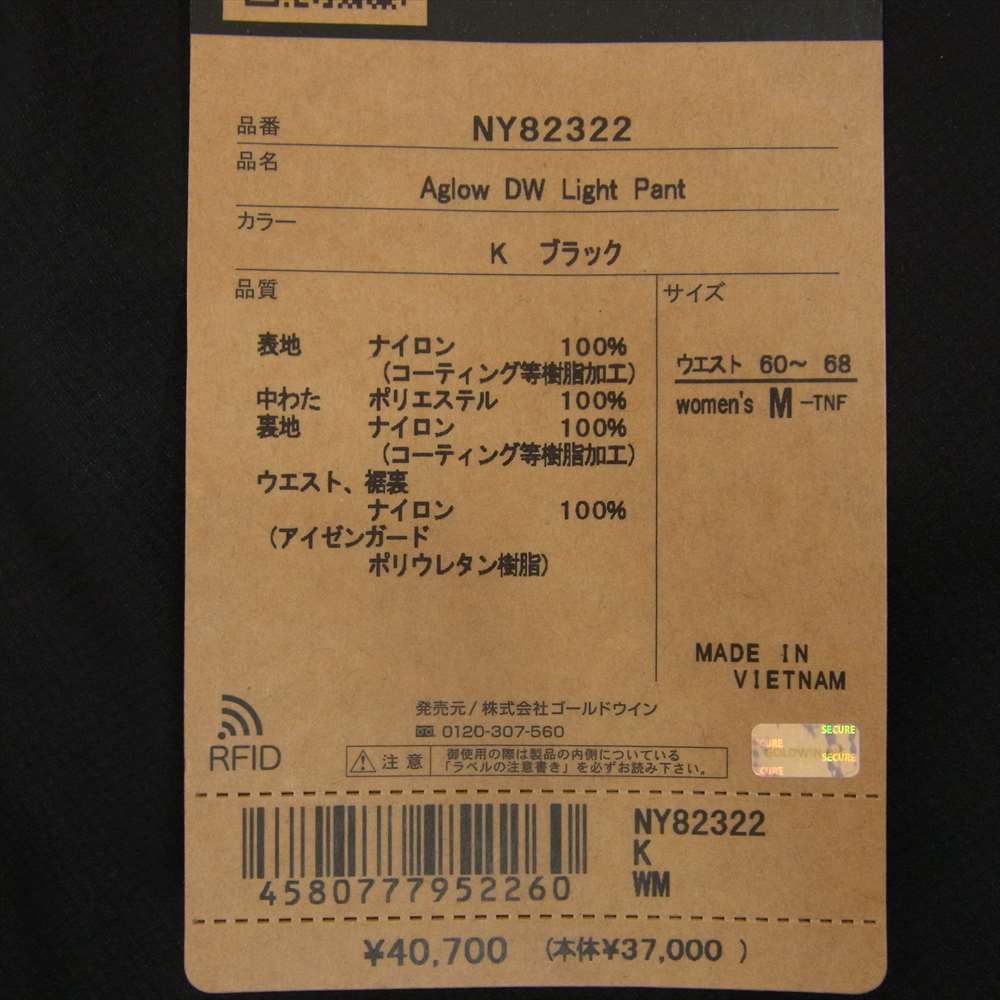 品番 NY82322
品名
Aglow DW Light Pant
カラー
K ブラック
品質
表地 ナイロン 100%
(コーティング等樹脂加工)
中わた ポリエステル 100%
裏地 ナイロン 100%
(コーティング等樹脂加工)
ウエスト、裾裏
ナイロン 100%
(アイゼンガード
ポリウレタン樹脂)
サイズ
ウエスト 60～ 68
women's M -TNF
MADE IN
VIETNAM
RFID
発売元/株式会社ゴールドウイン
0120-307-560
注意
御使用の際は製品の内側についている
「ラベルの注意書き」を必ずお読み下さい。
SECURE
CURE
GOLDWIN
SECURE
CURE
4580777952260
NY82322
K
WM
¥40,700 (本体¥37,000 )